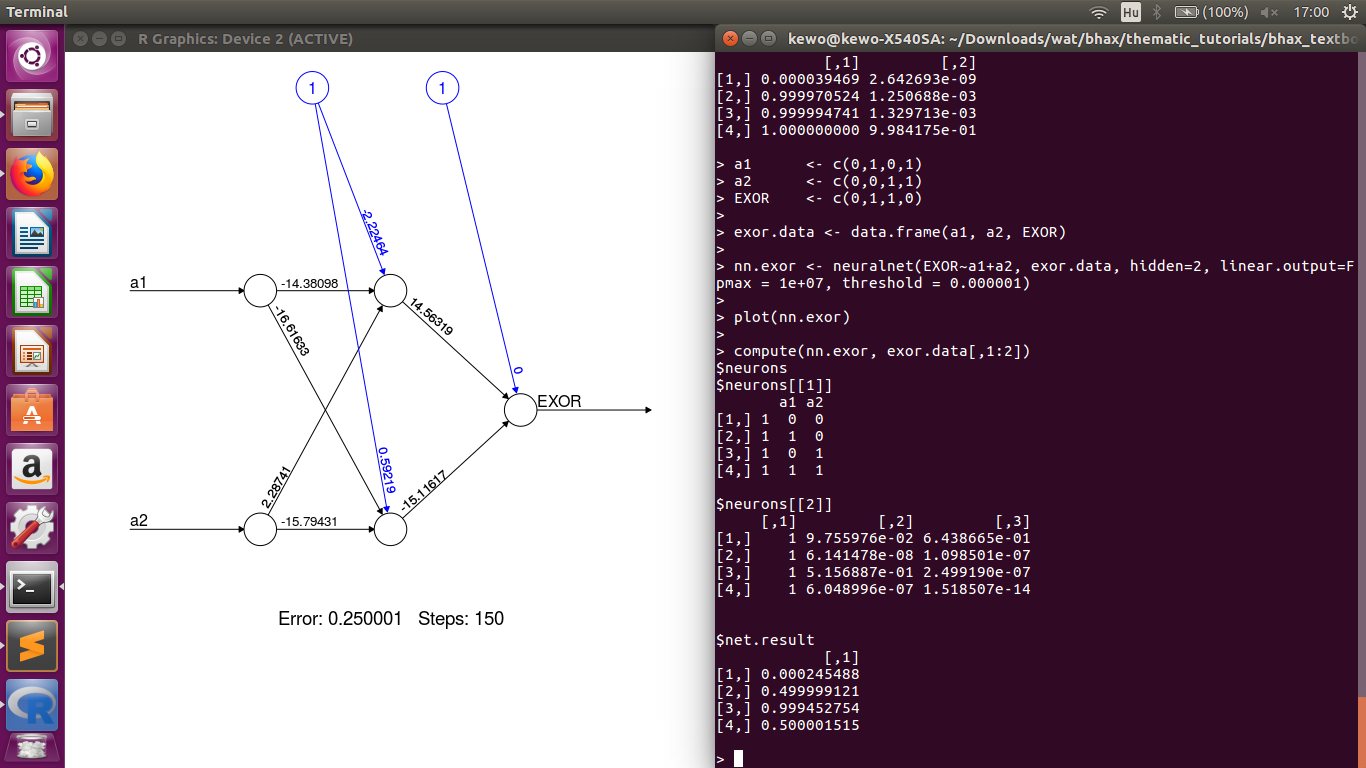 Terminal
Hu
(100%)
17:00
R Graphics: Device 2 (ACTIVE)
1
1
-2.22464
a1
-14.38098
-16.61633
14.56319
0
EXOR
2.28741
0.59219
-15.11617
a2
-15.79431
Error: 0.250001 Steps: 150
kewo@kewo-X540SA: ~/Downloads/wat/bhax/thematic_tutorials/bhax_textbo
[,1] [,2]
[1,] 0.000039469 2.642693e-09
[2,] 0.999970524 1.250688e-03
[3,] 0.999994741 1.329713e-03
[4,] 1.000000000 9.984175e-01
> a1 <- c(0,1,0,1)
> a2 <- c(0,0,1,1)
> EXOR <- c(0,1,1,0)
>
> exor.data <- data.frame(a1, a2, EXOR)
>
> nn.exor <- neuralnet(EXOR~a1+a2, exor.data, hidden=2, linear.output=F
pmax = 1e+07, threshold = 0.000001)
>
> plot(nn.exor)
>
> compute(nn.exor, exor.data[,1:2])
$neurons
$neurons[[1]]
a1 a2
[1,] 1 0 0
[2,] 1 1 0
[3,] 1 0 1
[4,] 1 1 1
$neurons[[2]]
[,1] [,2] [,3]
[1,] 1 9.755976e-02 6.438665e-01
[2,] 1 6.141478e-08 1.098501e-07
[3,] 1 5.156887e-01 2.499190e-07
[4,] 1 6.048996e-07 1.518507e-14
$net.result
[,1]
[1,] 0.000245488
[2,] 0.499999121
[3,] 0.999452754
[4,] 0.500001515
>